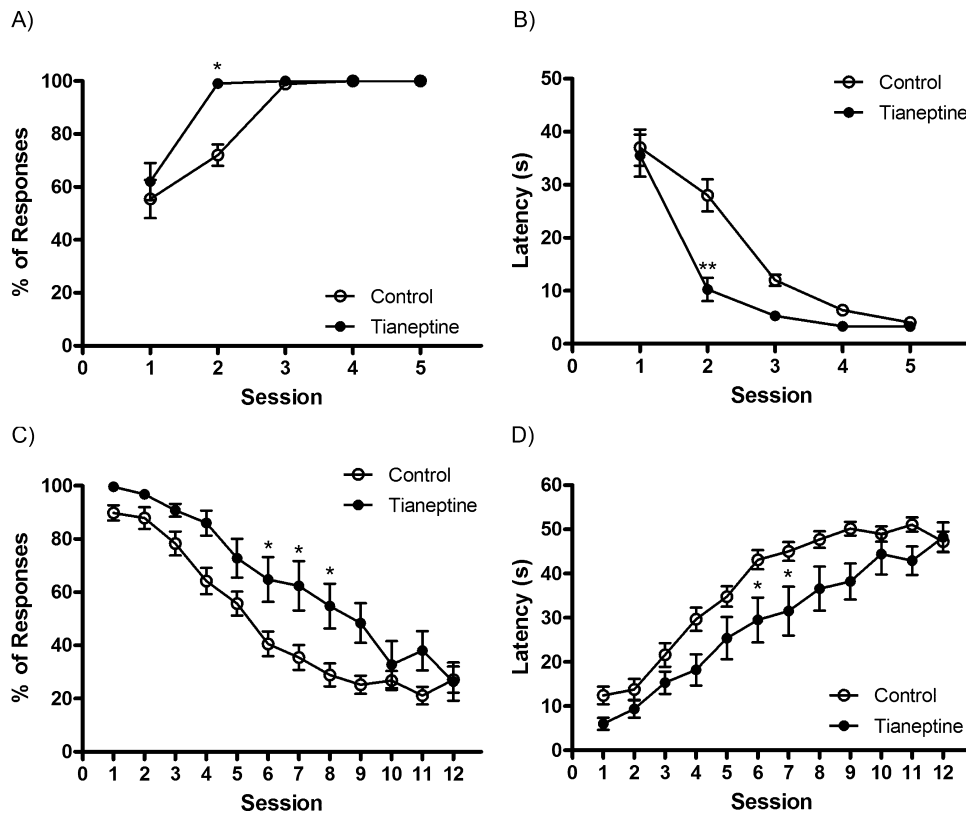 A)
% of Responses
100
80
60
40
20
0
*
Control
Tianeptine
0 1 2 3 4 5
Session
B)
Latency (s)
50
40
30
20
10
0
**
Control
Tianeptine
0 1 2 3 4 5
Session
C)
% of Responses
100
80
60
40
20
0
Control
Tianeptine
* * *
0 1 2 3 4 5 6 7 8 9 10 11 12
Session
D)
Latency (s)
60
50
40
30
20
10
0
* *
Control
Tianeptine
0 1 2 3 4 5 6 7 8 9 10 11 12
Session